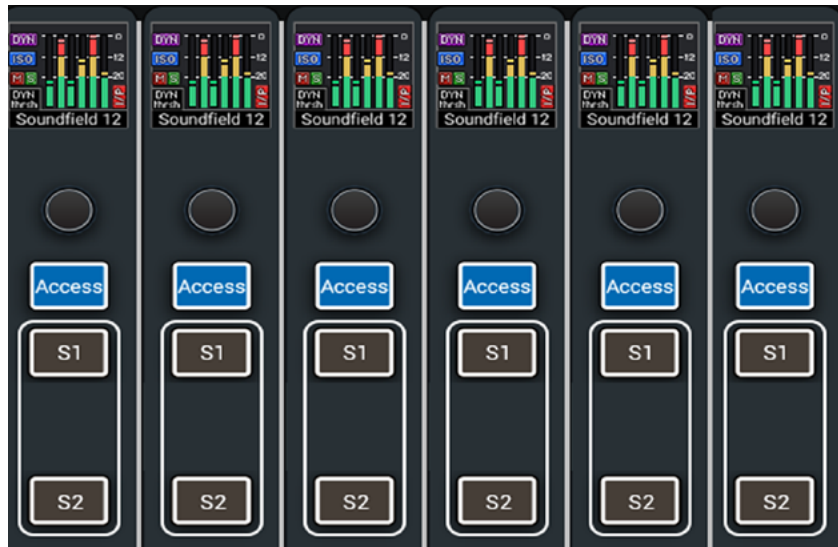 DYN 0 DYN 0 DYN 0 DYN 0 DYN 0 DYN 0
ISO -12 ISO -12 ISO -12 ISO -12 ISO -12 ISO -12
M S -20 M S -20 M S -20 M S -20 M S -20 M S -20
DYN I/P DYN I/P DYN I/P DYN I/P DYN I/P DYN I/P
thrsh thrsh thrsh thrsh thrsh thrsh
Soundfield 12 Soundfield 12 Soundfield 12 Soundfield 12 Soundfield 12 Soundfield 12
Access Access Access Access Access Access
S1 S1 S1 S1 S1 S1
S2 S2 S2 S2 S2 S2